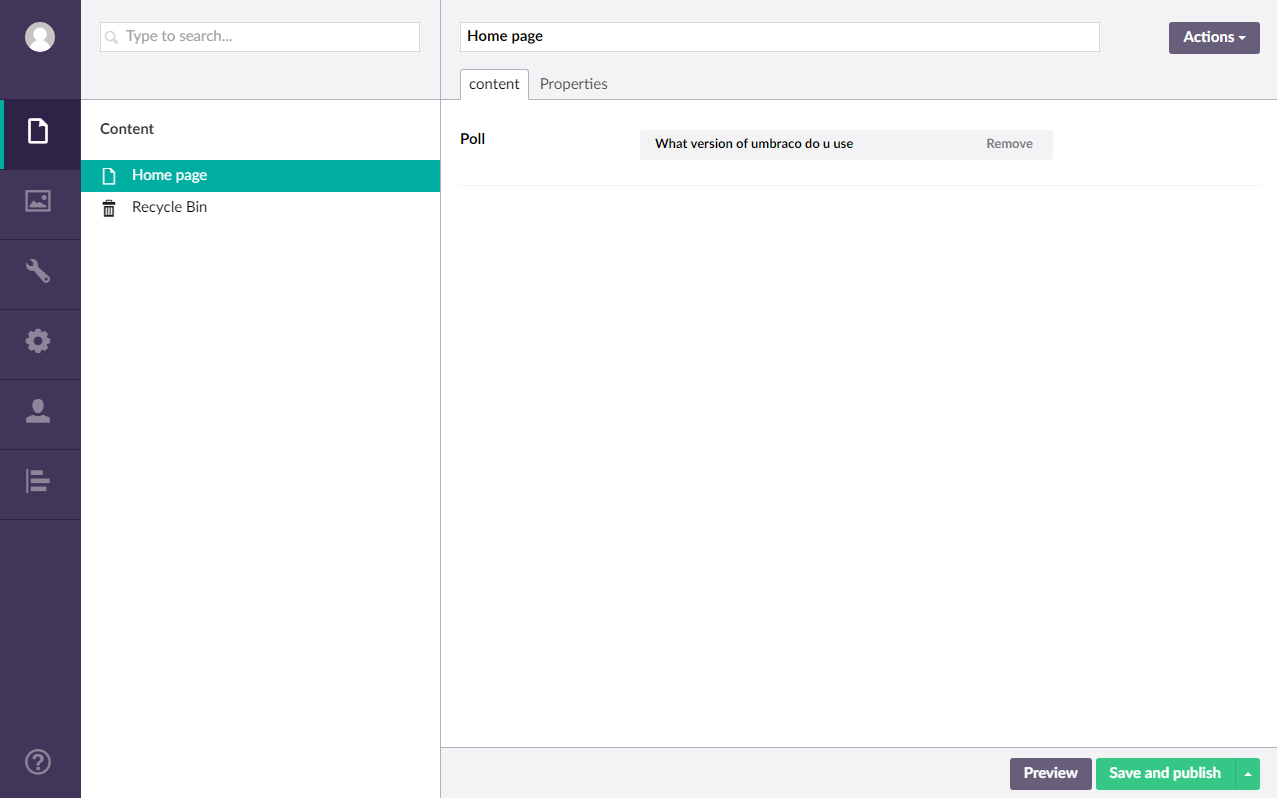 Type to search...
Home page
Actions
content
Properties
Content
Poll
What version of umbraco do u use
Remove
Home page
Recycle Bin
Preview
Save and publish